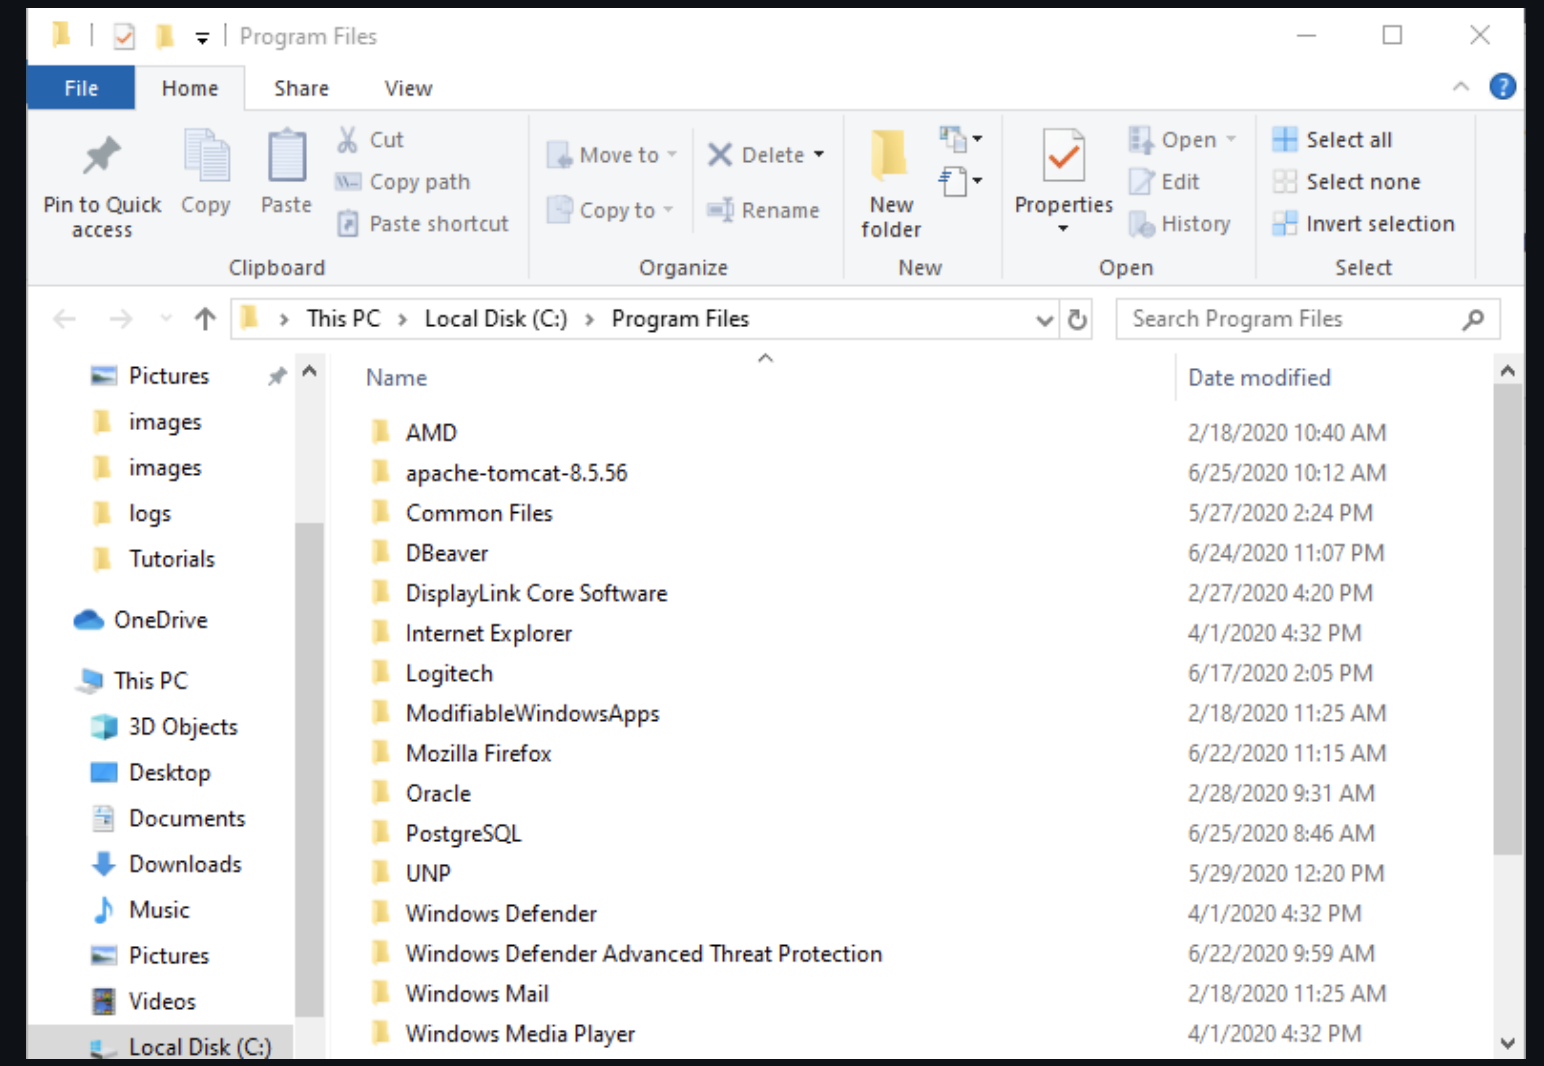 Program Files
File Home Share View
Pin to Quick access
Copy
Paste
Cut
Copy path
Paste shortcut
Clipboard
Move to
Copy to
Delete
Rename
Organize
New folder
New
Properties
Open
Edit
History
Open
Select all
Select none
Invert selection
Select
This PC > Local Disk (C:) > Program Files
Search Program Files
Pictures
images
images
logs
Tutorials
OneDrive
This PC
3D Objects
Desktop
Documents
Downloads
Music
Pictures
Videos
Local Disk (C:)
Name Date modified
AMD 2/18/2020 10:40 AM
apache-tomcat-8.5.56 6/25/2020 10:12 AM
Common Files 5/27/2020 2:24 PM
DBeaver 6/24/2020 11:07 PM
DisplayLink Core Software 2/27/2020 4:20 PM
Internet Explorer 4/1/2020 4:32 PM
Logitech 6/17/2020 2:05 PM
ModifiableWindowsApps 2/18/2020 11:25 AM
Mozilla Firefox 6/22/2020 11:15 AM
Oracle 2/28/2020 9:31 AM
PostgreSQL 6/25/2020 8:46 AM
UNP 5/29/2020 12:20 PM
Windows Defender 4/1/2020 4:32 PM
Windows Defender Advanced Threat Protection 6/22/2020 9:59 AM
Windows Mail 2/18/2020 11:25 AM
Windows Media Player 4/1/2020 4:32 PM